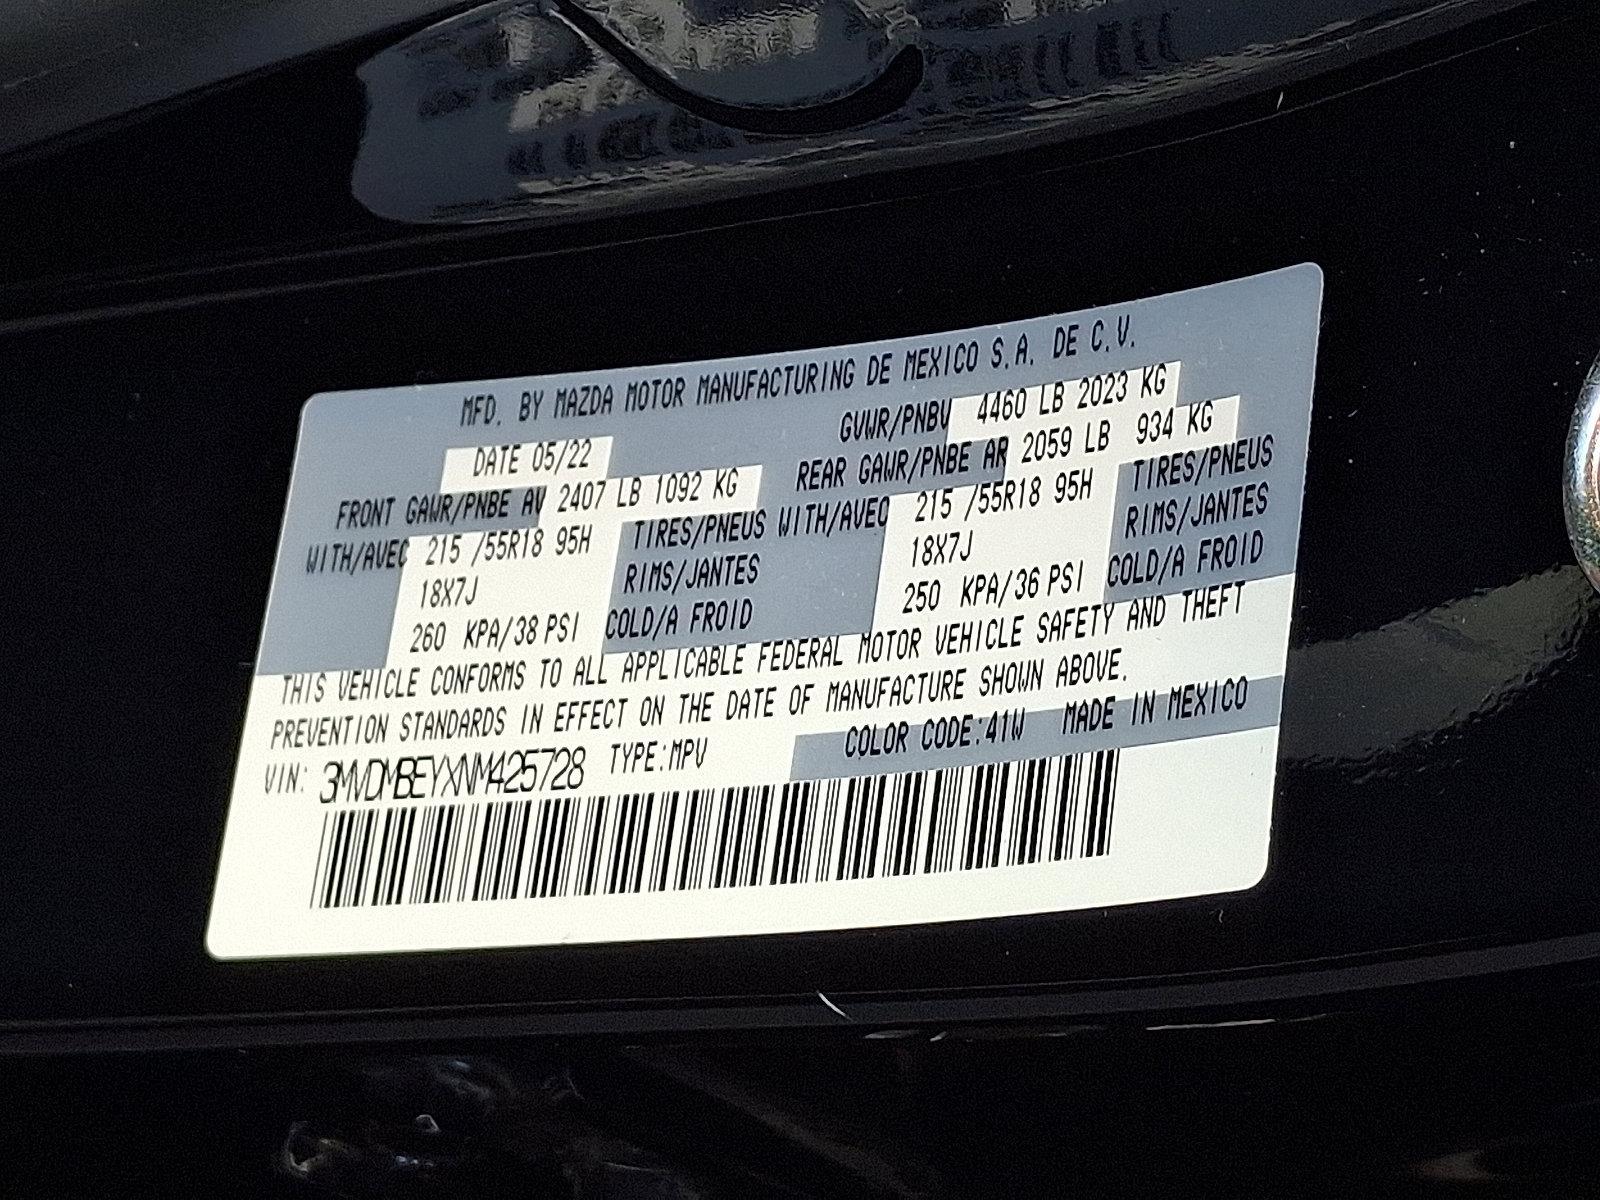 MFD. BY MAZDA MOTOR MANUFACTURING DE MEXICO S.A. DE C.V.
DATE 05/22 GVWR/PNBV 4460 LB 2023 KG
FRONT GAWR/PNBE AV 2407 LB 1092 KG REAR GAWR/PNBE AR 2059 LB 934 KG
WITH/AVEC 215 /55R18 95H TIRES/PNEUS WITH/AVEC 215 /55R18 95H TIRES/PNEUS
18X7J RIMS/JANTES 18X7J RIMS/JANTES
260 KPA/38 PSI COLD/A FROID 250 KPA/36 PSI COLD/A FROID
THIS VEHICLE CONFORMS TO ALL APPLICABLE FEDERAL MOTOR VEHICLE SAFETY AND THEFT
PREVENTION STANDARDS IN EFFECT ON THE DATE OF MANUFACTURE SHOWN ABOVE.
VIN: 3MVDMBEYXNM425728 TYPE:MPV COLOR CODE:41W MADE IN MEXICO